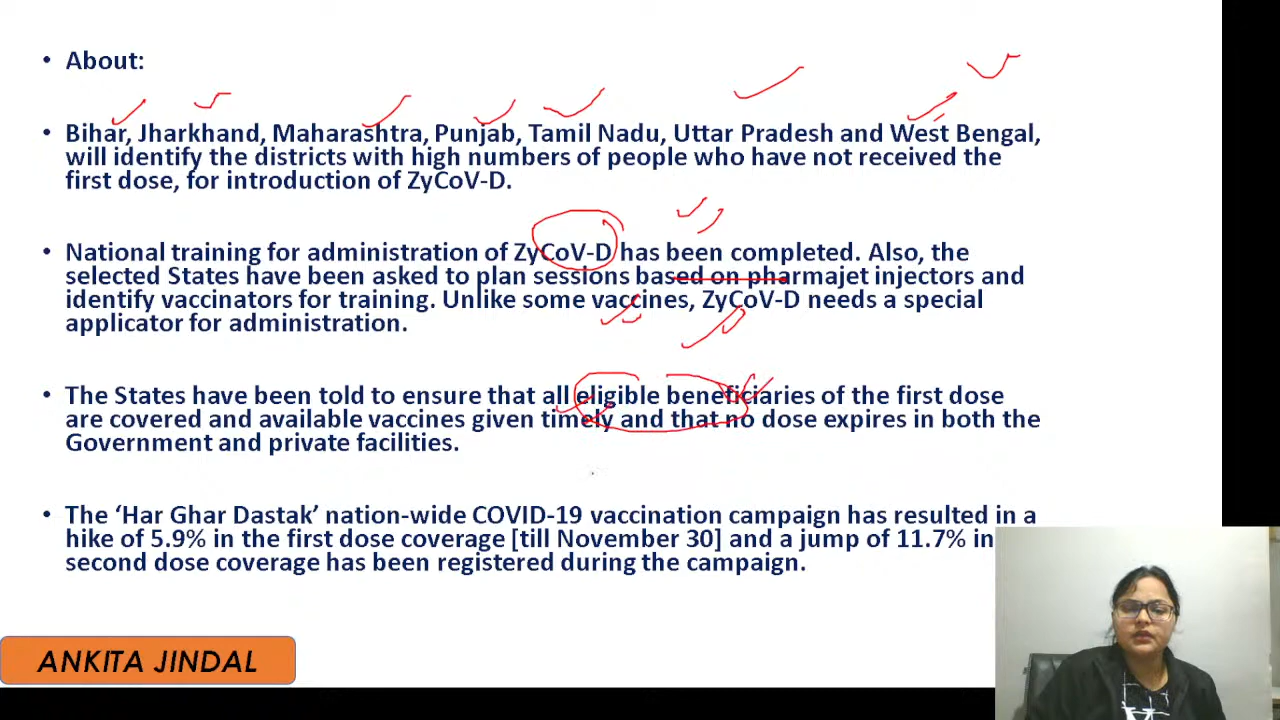 • About:
• Bihar, Jharkhand, Maharashtra, Punjab, Tamil Nadu, Uttar Pradesh and West Bengal,
will identify the districts with high numbers of people who have not received the
first dose, for introduction of ZyCoV-D.
• National training for administration of ZyCoV-D has been completed. Also, the
selected States have been asked to plan sessions based on pharmajet injectors and
identify vaccinators for training. Unlike some vaccines, ZyCoV-D needs a special
applicator for administration.
• The States have been told to ensure that all eligible beneficiaries of the first dose
are covered and available vaccines given timely and that no dose expires in both the
Government and private facilities.
• The ‘Har Ghar Dastak’ nation-wide COVID-19 vaccination campaign has resulted in a
hike of 5.9% in the first dose coverage [till November 30] and a jump of 11.7% in
second dose coverage has been registered during the campaign.
ANKITA JINDAL